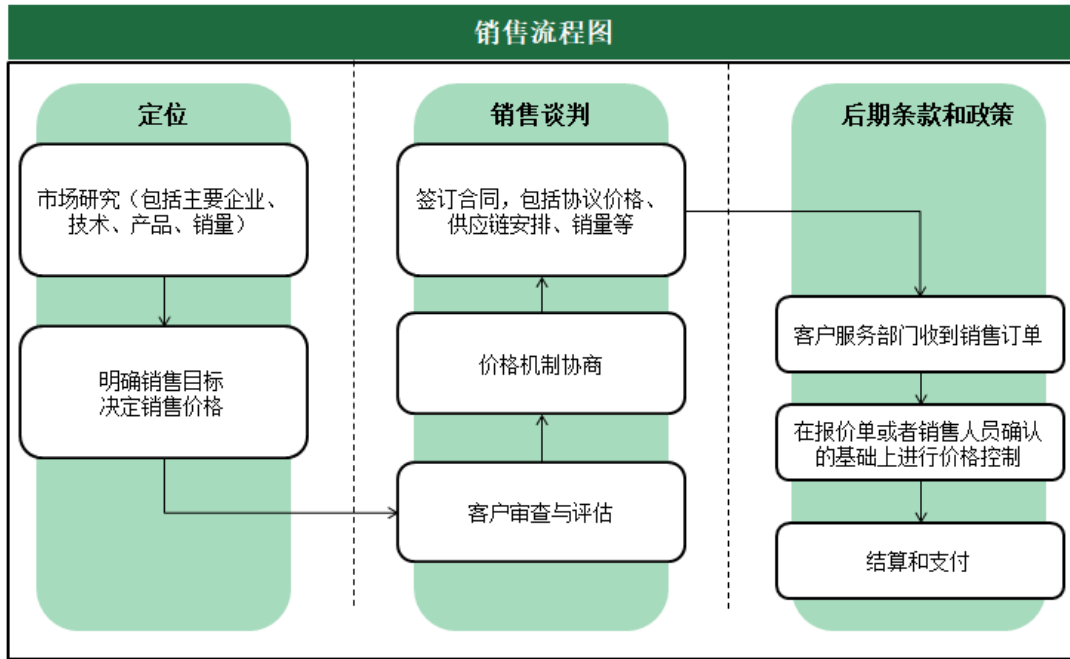 销售流程图
定位
市场研究（包括主要企业、
技术、产品、销量）
明确销售目标
决定销售价格
销售谈判
签订合同，包括协议价格、
供应链安排、销量等
价格机制协商
客户审查与评估
后期条款和政策
客户服务部门收到销售订单
在报价单或者销售人员确认
的基础上进行价格控制
结算和支付